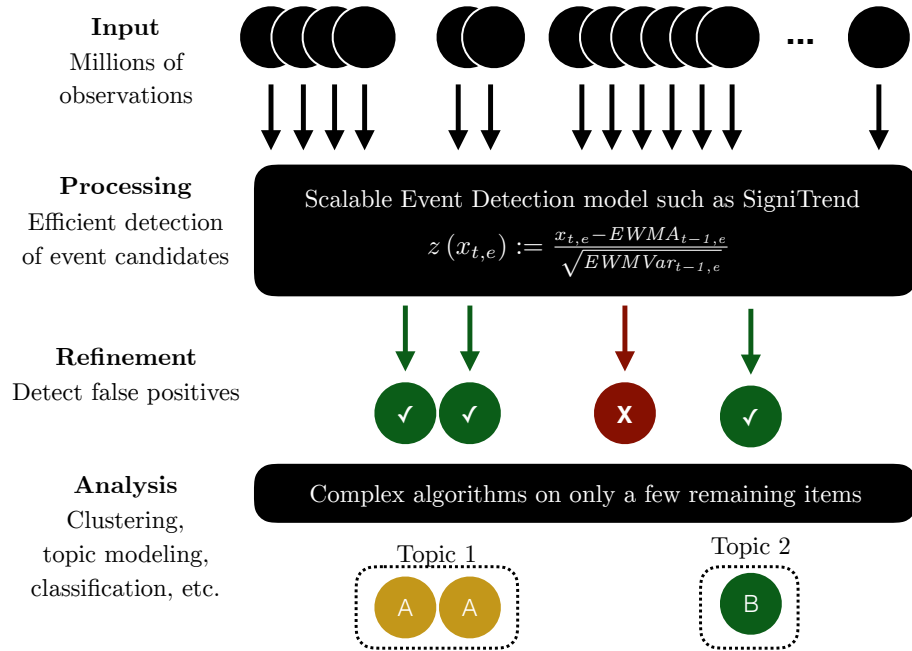 Input
Millions of
observations
...
Processing
Efficient detection
of event candidates
Scalable Event Detection model such as SigniTrend
z (x_{t,e}) := \frac{x_{t,e}-EWMA_{t-1,e}}{\sqrt{EWMVar_{t-1,e}}}
Refinement
Detect false positives
✓ ✓ X ✓
Analysis
Clustering,
topic modeling,
classification, etc.
Complex algorithms on only a few remaining items
Topic 1
A A
Topic 2
B